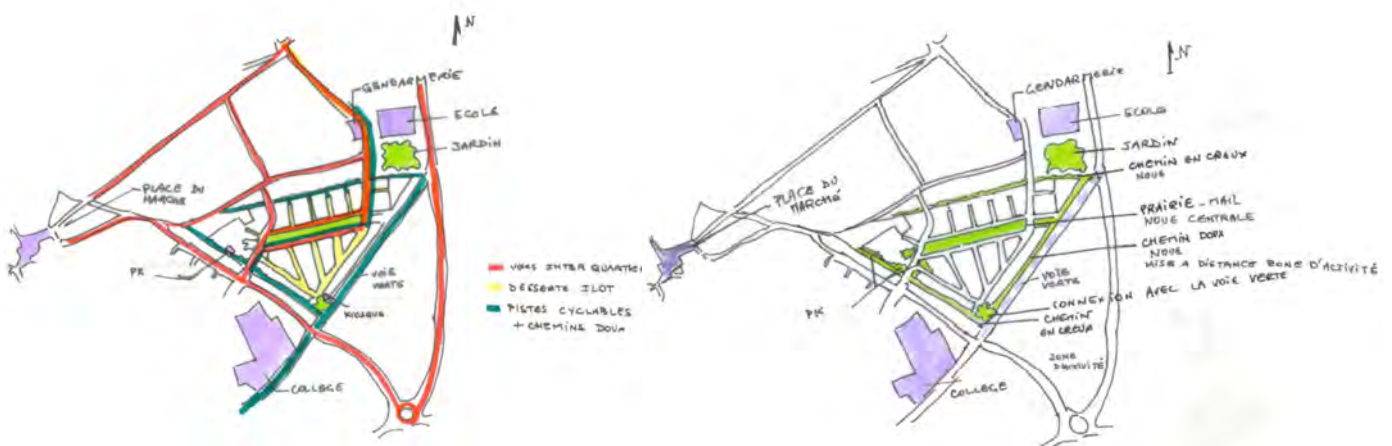 N
GENDARMERIE
ECOLE
JARDIN
PLACE DU
MARCHE
PK
VOIE
VERTE
KIOSQUE
COLLEGE
VOIES INTER QUARTI
DESSERTE ILOT
PISTES CYCLABLES
+ CHEMINS DOUX
N
GENDARMERIE
ECOLE
JARDIN
CHEMIN EN CREUX
NOUE
PLACE DU
MARCHÉ
PRAIRIE - MAIL
NOUE CENTRALE
CHEMIN DOUX
NOUE
MISE A DISTANCE ZONE D'ACTIVITÉ
VOIE
VERTE
CONNEXION AVEC LA VOIE VERTE
PK
CHEMIN
EN CREUX
ZONE
D'ACTIVITÉ
COLLEGE